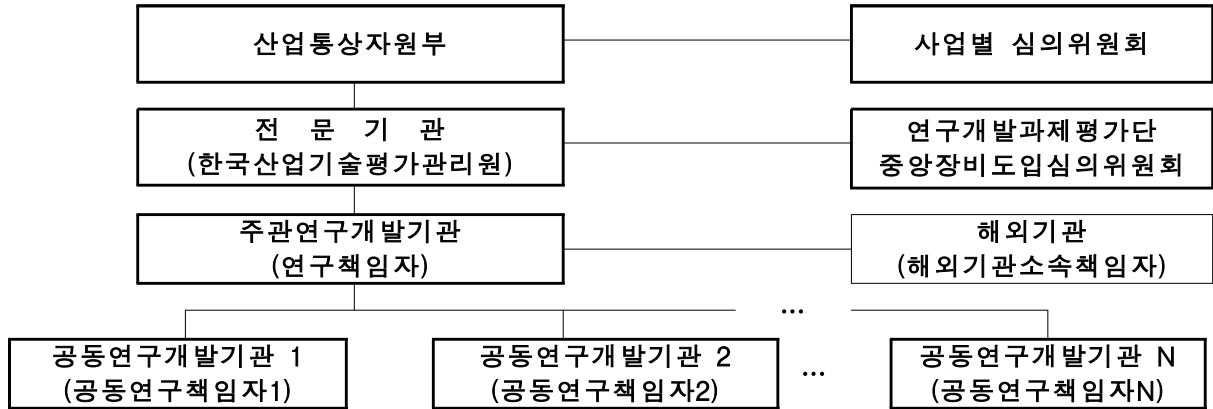 산업통상자원부
사업별 심의위원회
전 문 기 관
(한국산업기술평가관리원)
연구개발과제평가단
중앙장비도입심의위원회
주관연구개발기관
(연구책임자)
해외기관
(해외기관소속책임자)
...
공동연구개발기관 1
(공동연구책임자1)
공동연구개발기관 2
(공동연구책임자2)
...
공동연구개발기관 N
(공동연구책임자N)